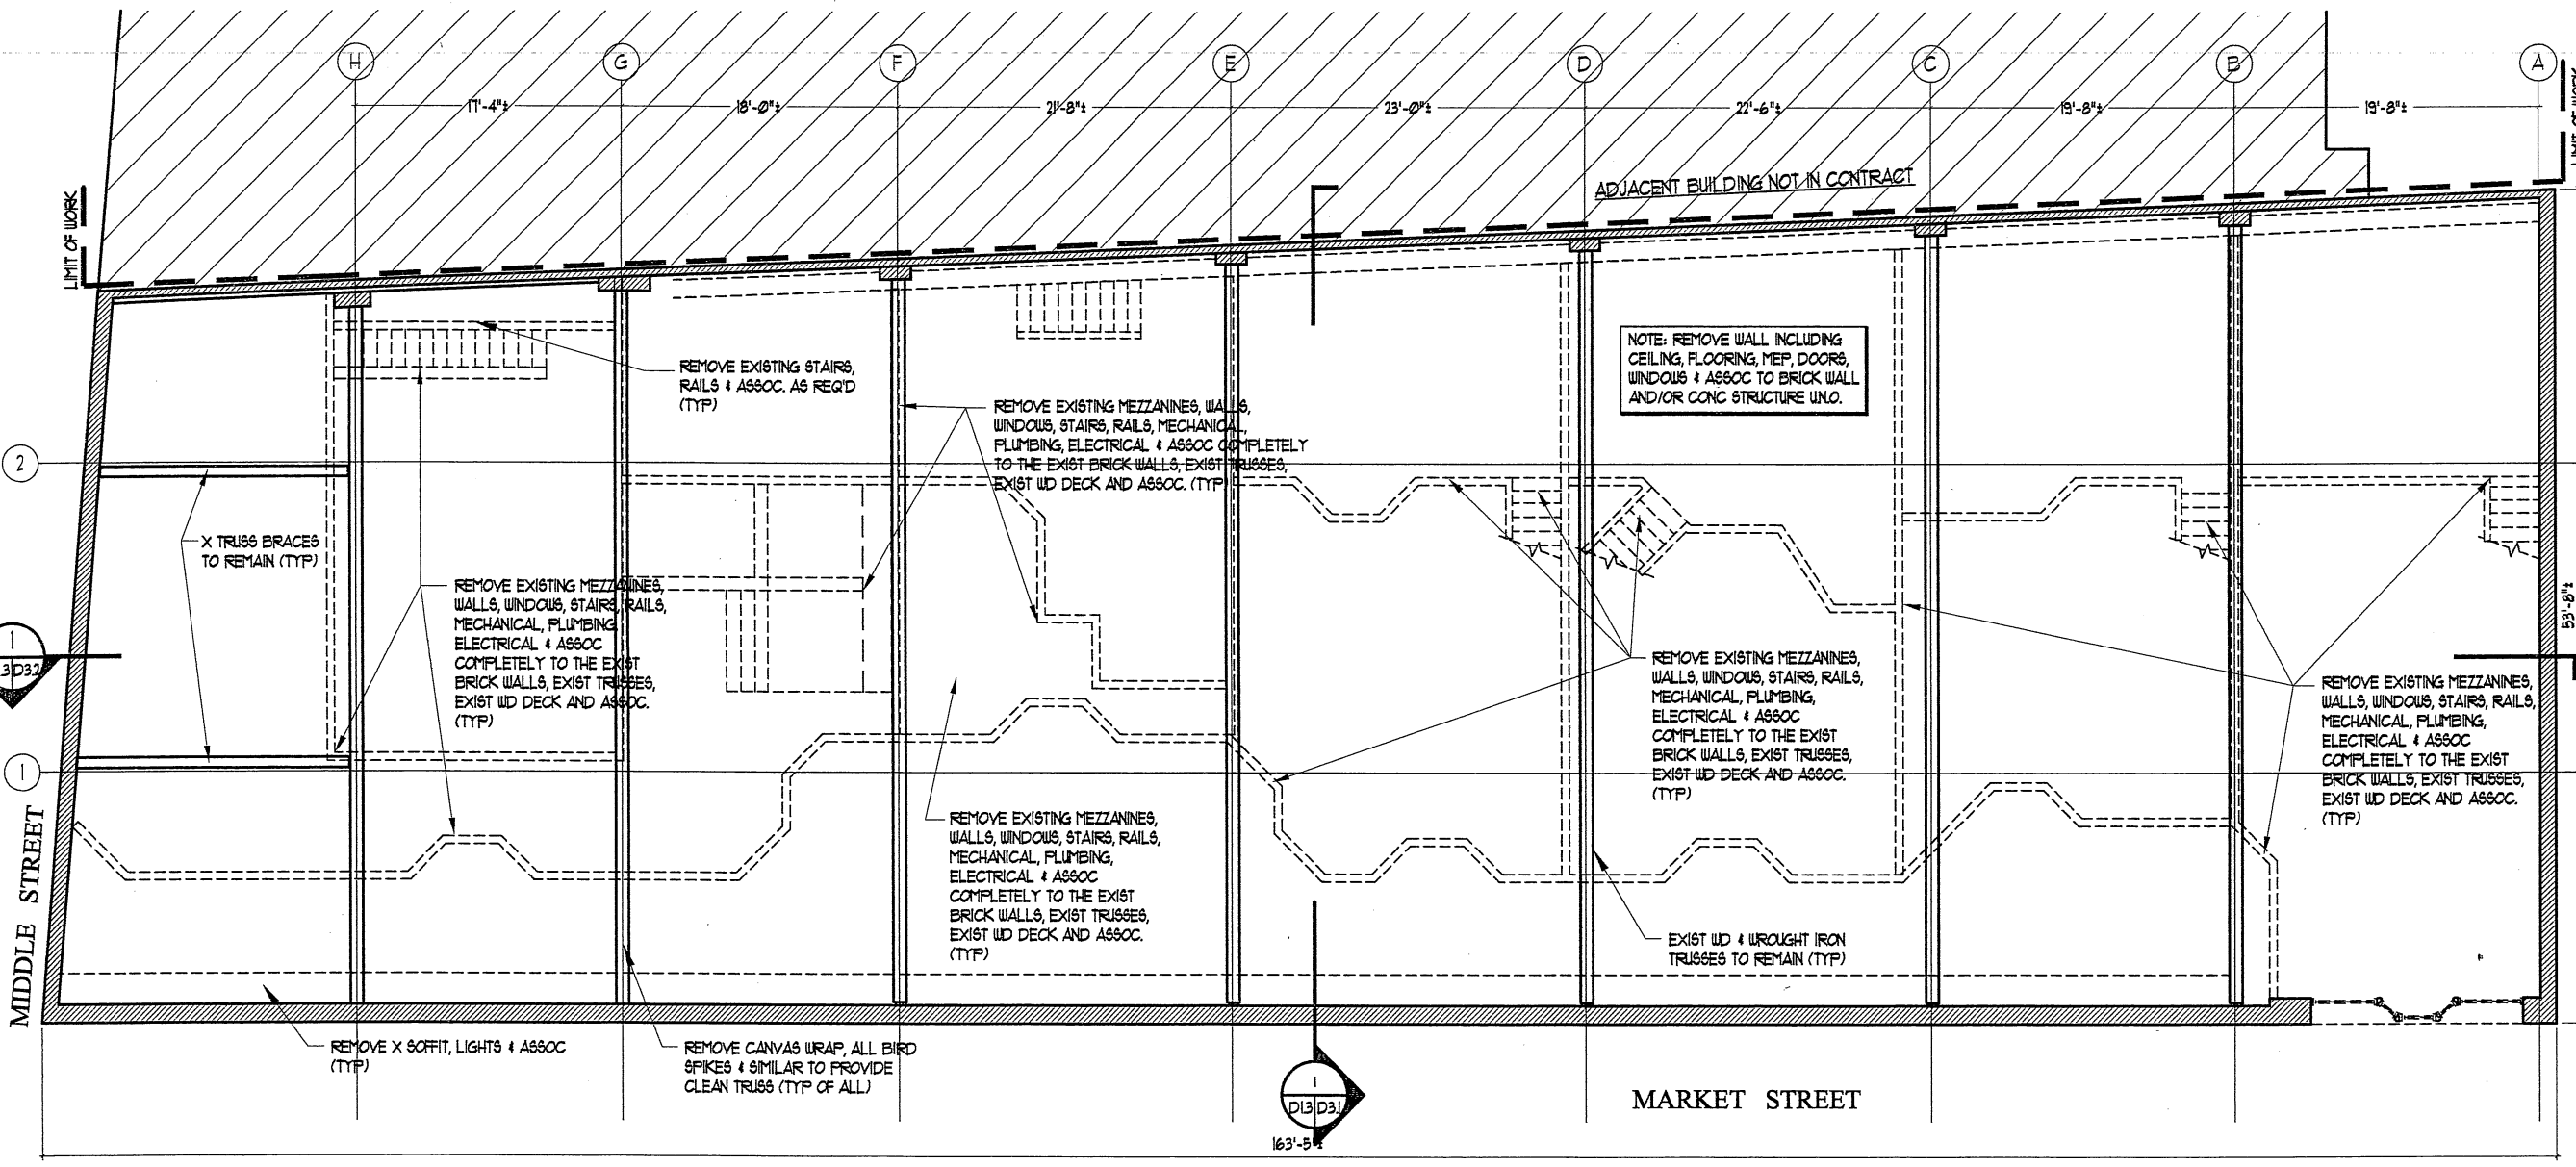 H
G
F
E
D
C
B
A
17'-4"±
18'-0"±
21'-8"±
23'-0"±
22'-6"±
19'-8"±
19'-8"±
LIMIT OF WORK
LIMIT OF WORK
ADJACENT BUILDING NOT IN CONTRACT
NOTE: REMOVE WALL INCLUDING
CEILING, FLOORING, MEP, DOORS,
WINDOWS & ASSOC TO BRICK WALL
AND/OR CONC STRUCTURE U.N.O.
REMOVE EXISTING STAIRS,
RAILS & ASSOC. AS REQ'D
(TYP)
REMOVE EXISTING MEZZANINES, WALLS,
WINDOWS, STAIRS, RAILS, MECHANICAL,
PLUMBING, ELECTRICAL & ASSOC COMPLETELY
TO THE EXIST BRICK WALLS, EXIST TRUSSES,
EXIST WD DECK AND ASSOC. (TYP)
2
X TRUSS BRACES
TO REMAIN (TYP)
REMOVE EXISTING MEZZANINES,
WALLS, WINDOWS, STAIRS, RAILS,
MECHANICAL, PLUMBING,
ELECTRICAL & ASSOC
COMPLETELY TO THE EXIST
BRICK WALLS, EXIST TRUSSES,
EXIST WD DECK AND ASSOC.
(TYP)
1
.3 D3.2
1
REMOVE EXISTING MEZZANINES,
WALLS, WINDOWS, STAIRS, RAILS,
MECHANICAL, PLUMBING,
ELECTRICAL & ASSOC
COMPLETELY TO THE EXIST
BRICK WALLS, EXIST TRUSSES,
EXIST WD DECK AND ASSOC.
(TYP)
REMOVE EXISTING MEZZANINES,
WALLS, WINDOWS, STAIRS, RAILS,
MECHANICAL, PLUMBING,
ELECTRICAL & ASSOC
COMPLETELY TO THE EXIST
BRICK WALLS, EXIST TRUSSES,
EXIST WD DECK AND ASSOC.
(TYP)
REMOVE EXISTING MEZZANINES,
WALLS, WINDOWS, STAIRS, RAILS,
MECHANICAL, PLUMBING,
ELECTRICAL & ASSOC
COMPLETELY TO THE EXIST
BRICK WALLS, EXIST TRUSSES,
EXIST WD DECK AND ASSOC.
(TYP)
53'-8"±
EXIST WD & WROUGHT IRON
TRUSSES TO REMAIN (TYP)
MIDDLE STREET
REMOVE X SOFFIT, LIGHTS & ASSOC
(TYP)
REMOVE CANVAS WRAP, ALL BIRD
SPIKES & SIMILAR TO PROVIDE
CLEAN TRUSS (TYP OF ALL)
1
D1.3 D3.1
MARKET STREET
163'-5"±